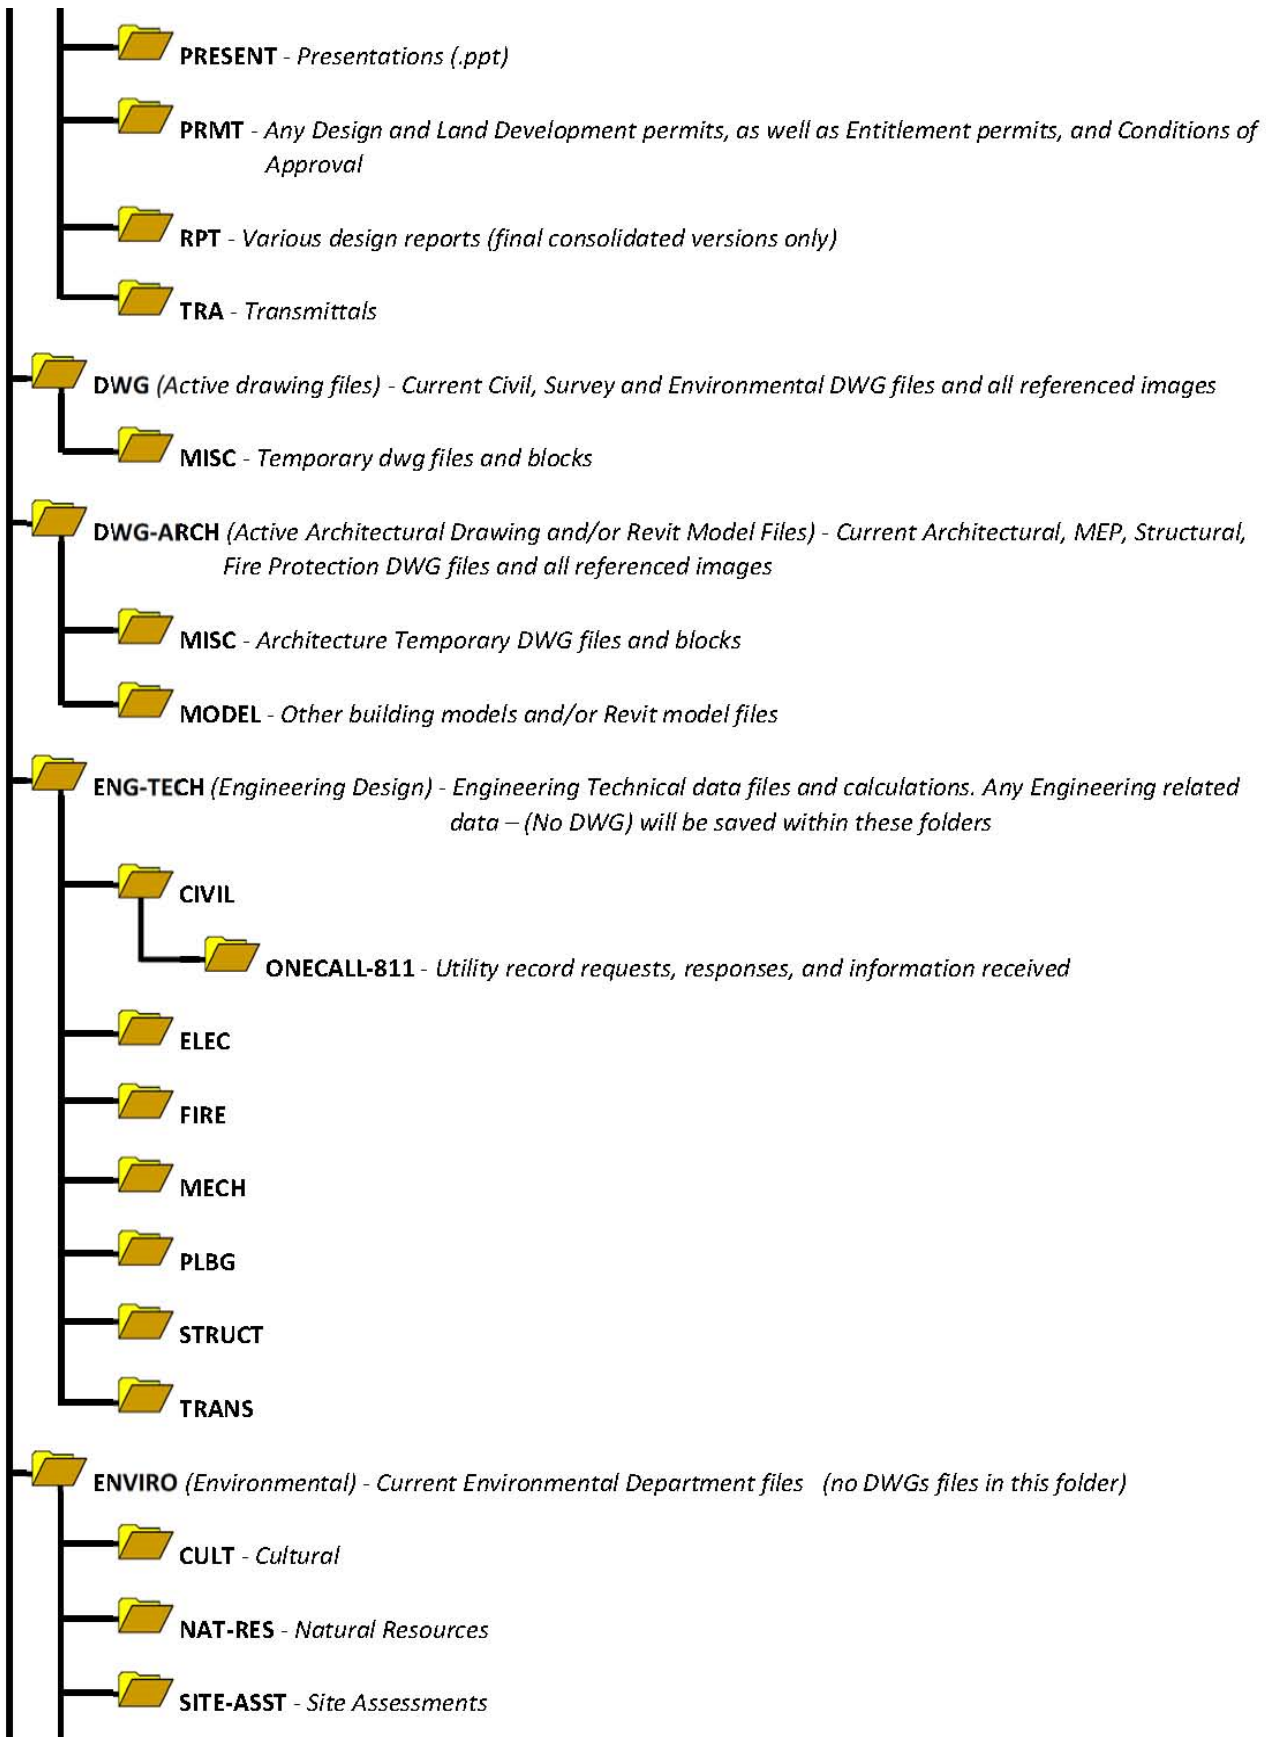 PRESENT - Presentations (.ppt)
PRMT - Any Design and Land Development permits, as well as Entitlement permits, and Conditions of
Approval
RPT - Various design reports (final consolidated versions only)
TRA - Transmittals
DWG (Active drawing files) - Current Civil, Survey and Environmental DWG files and all referenced images
MISC - Temporary dwg files and blocks
DWG-ARCH (Active Architectural Drawing and/or Revit Model Files) - Current Architectural, MEP, Structural,
Fire Protection DWG files and all referenced images
MISC - Architecture Temporary DWG files and blocks
MODEL - Other building models and/or Revit model files
ENG-TECH (Engineering Design) - Engineering Technical data files and calculations. Any Engineering related
data – (No DWG) will be saved within these folders
CIVIL
ONECALL-811 - Utility record requests, responses, and information received
ELEC
FIRE
MECH
PLBG
STRUCT
TRANS
ENVIRO (Environmental) - Current Environmental Department files (no DWGs files in this folder)
CULT - Cultural
NAT-RES - Natural Resources
SITE-ASST - Site Assessments